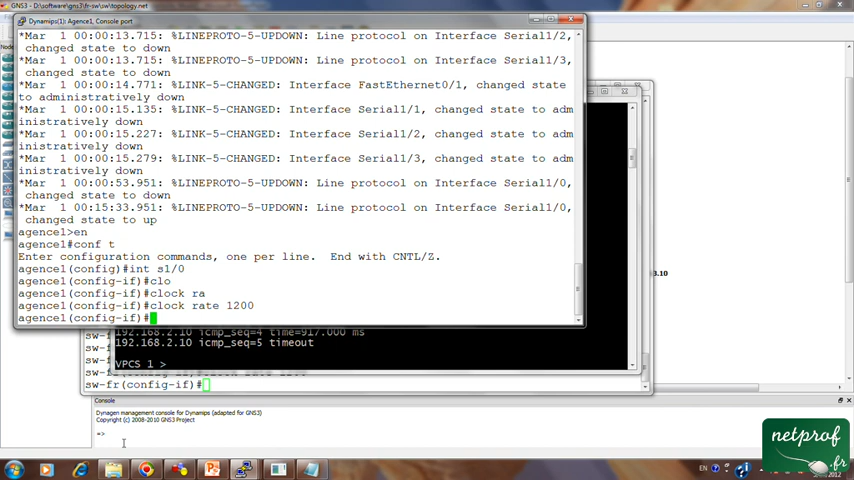 GNS3 - D:\software\gns3\fr-sw\sw\topology.net
Dynamips(1): Agence1, Console port
*Mar  1 00:00:13.715: %LINEPROTO-5-UPDOWN: Line protocol on Interface Serial1/2,
changed state to down
*Mar  1 00:00:13.715: %LINEPROTO-5-UPDOWN: Line protocol on Interface Serial1/3,
changed state to down
*Mar  1 00:00:14.771: %LINK-5-CHANGED: Interface FastEthernet0/1, changed state
to administratively down
*Mar  1 00:00:15.135: %LINK-5-CHANGED: Interface Serial1/1, changed state to adm
inistratively down
*Mar  1 00:00:15.227: %LINK-5-CHANGED: Interface Serial1/2, changed state to adm
inistratively down
*Mar  1 00:00:15.279: %LINK-5-CHANGED: Interface Serial1/3, changed state to adm
inistratively down
*Mar  1 00:00:53.951: %LINEPROTO-5-UPDOWN: Line protocol on Interface Serial1/0,
changed state to down
*Mar  1 00:15:33.951: %LINEPROTO-5-UPDOWN: Line protocol on Interface Serial1/0,
changed state to up
agence1>en
agence1#conf t
Enter configuration commands, one per line.  End with CNTL/Z.
agence1(config)#int s1/0
agence1(config-if)#clo
agence1(config-if)#clock ra
agence1(config-if)#clock rate 1200
agence1(config-if)#
3.10
192.168.2.10 icmp_seq=4 time=917.000 ms
192.168.2.10 icmp_seq=5 timeout
VPCS 1 >
sw-fr(config-if)#
Console
Dynagen management console for Dynamips (adapted for GNS3)
Copyright (c) 2008-2010 GNS3 Project
=>
netprof
.fr
EN